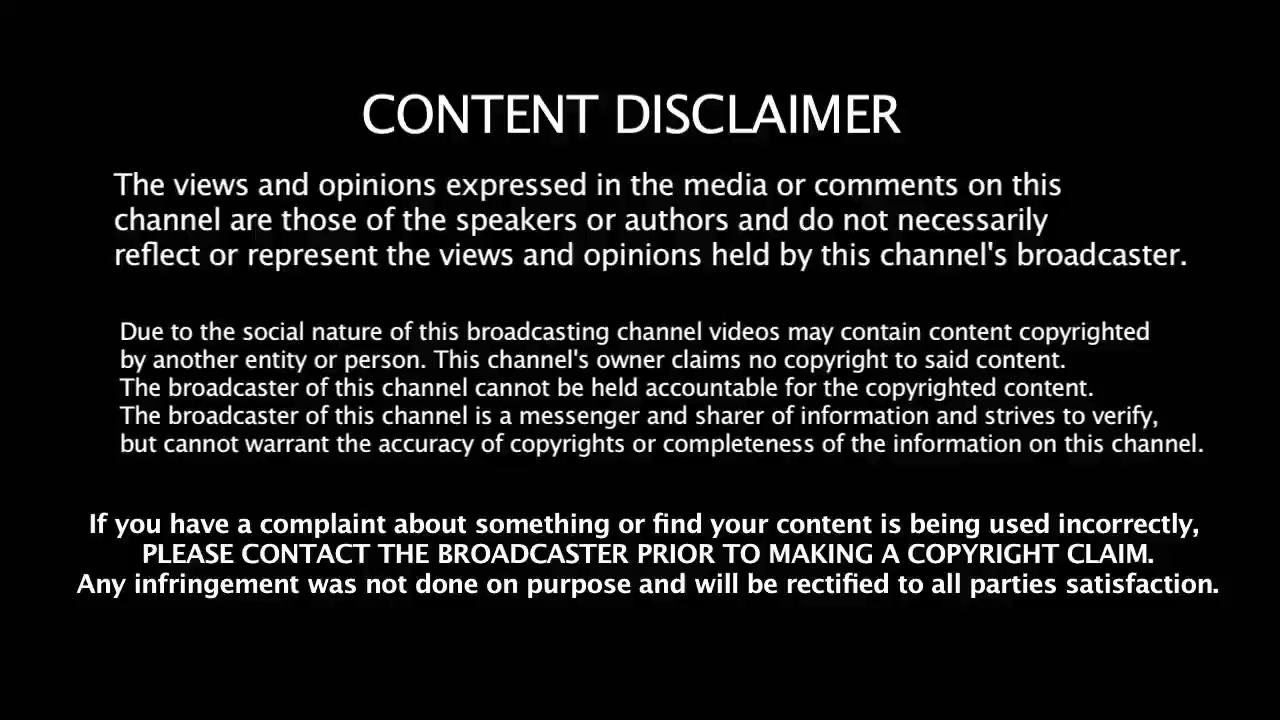 CONTENT DISCLAIMER
The views and opinions expressed in the media or comments on this
channel are those of the speakers or authors and do not necessarily
reflect or represent the views and opinions held by this channel's broadcaster.
Due to the social nature of this broadcasting channel videos may contain content copyrighted
by another entity or person. This channel's owner claims no copyright to said content.
The broadcaster of this channel cannot be held accountable for the copyrighted content.
The broadcaster of this channel is a messenger and sharer of information and strives to verify,
but cannot warrant the accuracy of copyrights or completeness of the information on this channel.
If you have a complaint about something or find your content is being used incorrectly,
PLEASE CONTACT THE BROADCASTER PRIOR TO MAKING A COPYRIGHT CLAIM.
Any infringement was not done on purpose and will be rectified to all parties satisfaction.